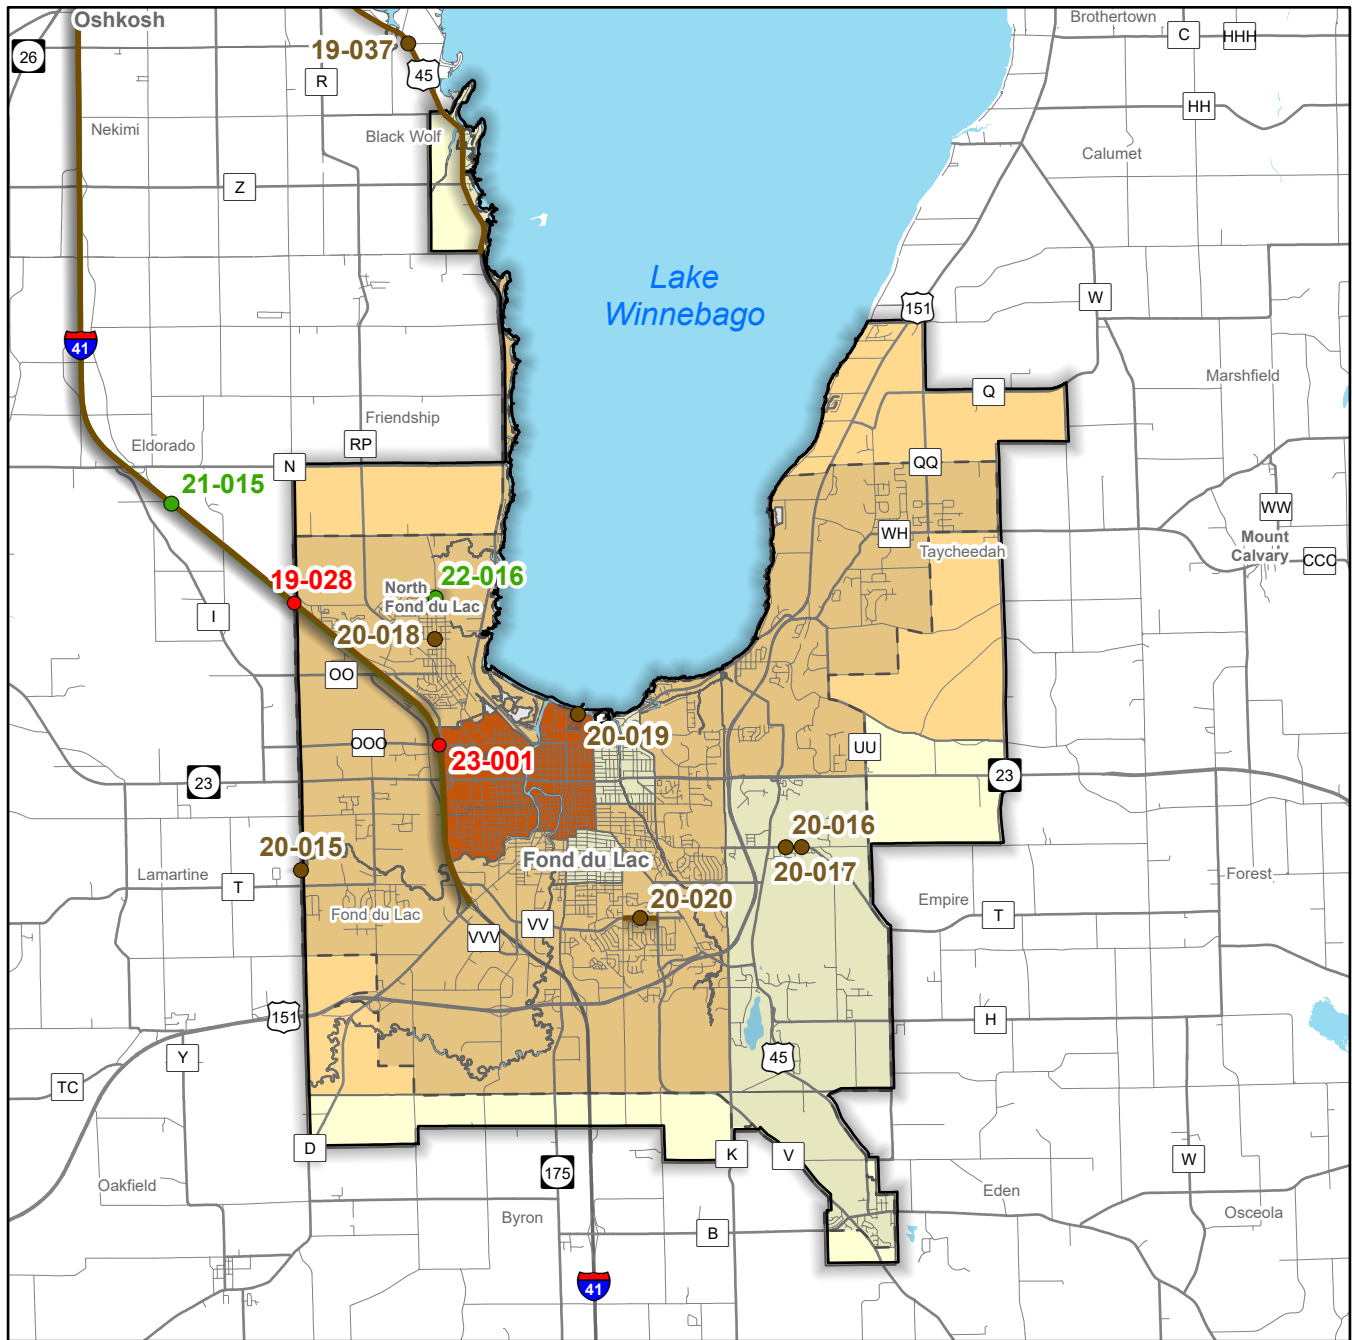 Oshkosh
Brothertown
C
HHH
19-037
26
45
R
HH
Nekimi
Black Wolf
Calumet
Z
Lake
Winnebago
W
151
41
Marshfield
Q
Friendship
RP
Eldorado
N
QQ
21-015
WW
WH
Mount
Calvary
Taycheedah
CCC
19-028
22-016
North
Fond du Lac
I
20-018
OO
20-019
OOO
UU
23-001
23
23
20-016
20-015
Fond du Lac
20-017
Lamartine
T
Forest
20-020
Empire
T
Fond du Lac
VV
VVV
151
H
Y
45
TC
D
K
V
W
175
Oakfield
Eden
Byron
B
Osceola
41